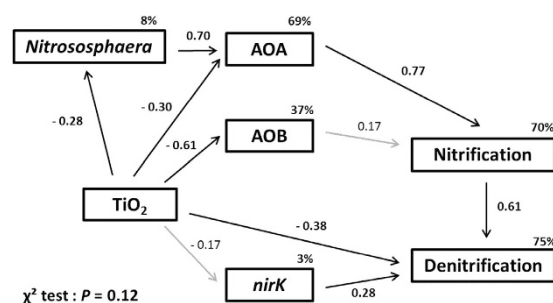 8%
69%
Nitrososphaera
0.70
AOA
0.77
- 0.30
- 0.28
37%
- 0.61
AOB
0.17
70%
Nitrification
TiO₂
- 0.38
0.61
- 0.17
75%
3%
Denitrification
nirK
0.28
χ² test : P = 0.12